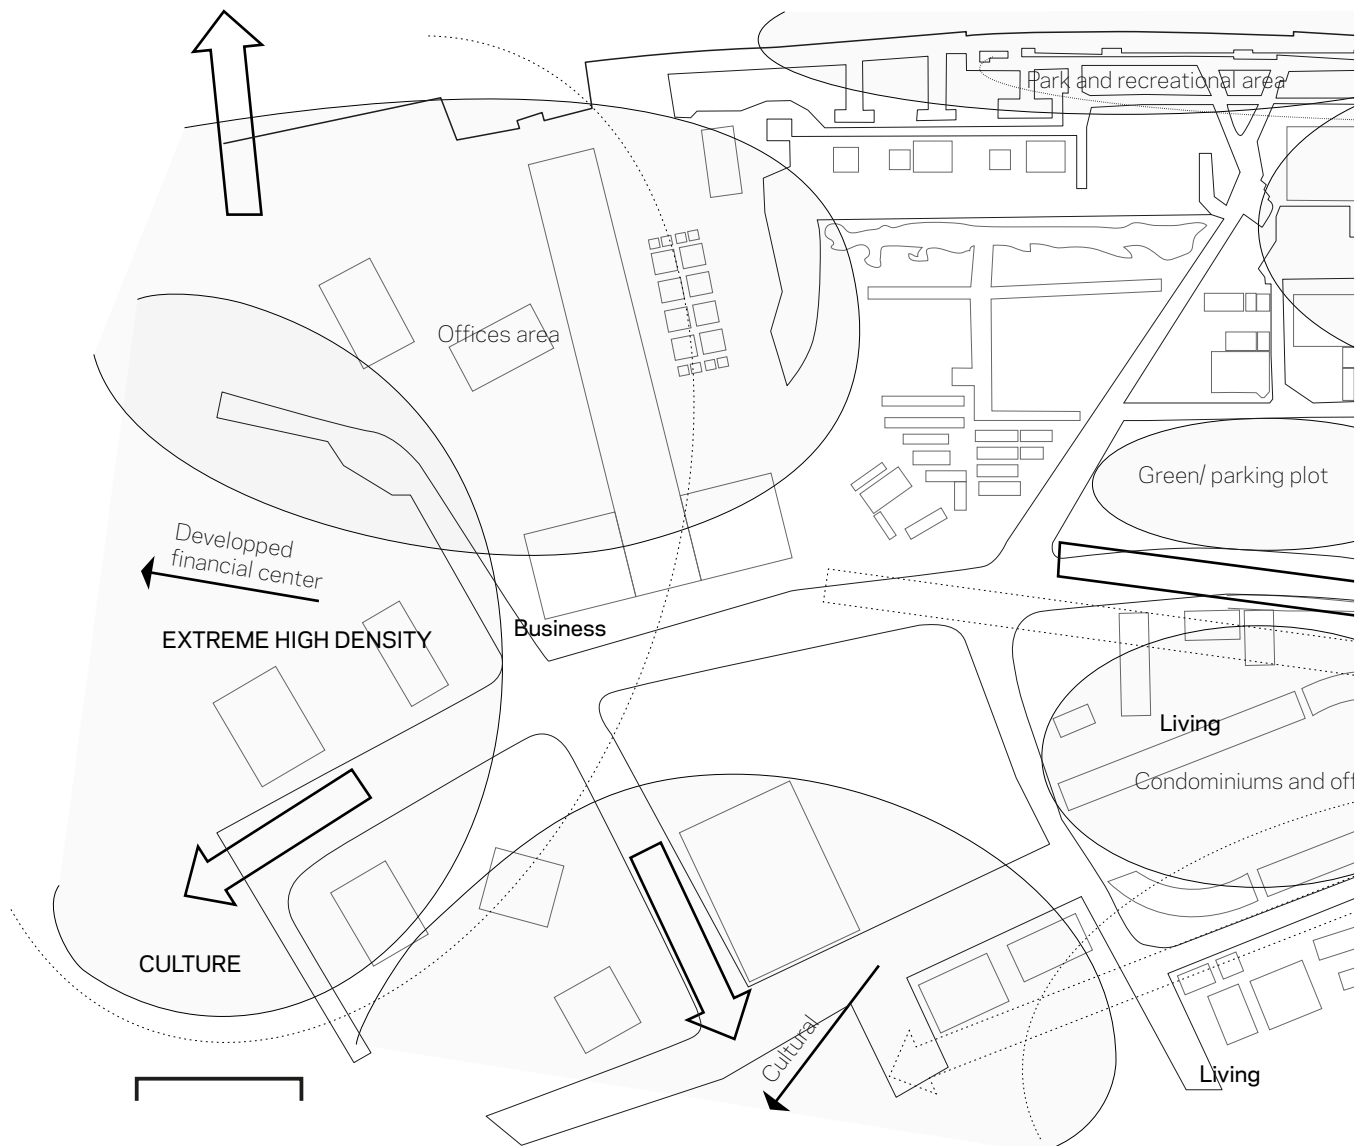 Park and recreational area
Offices area
Green/ parking plot
Developped
financial center
EXTREME HIGH DENSITY
Business
Living
Condominiums and off
CULTURE
Cultural
Living